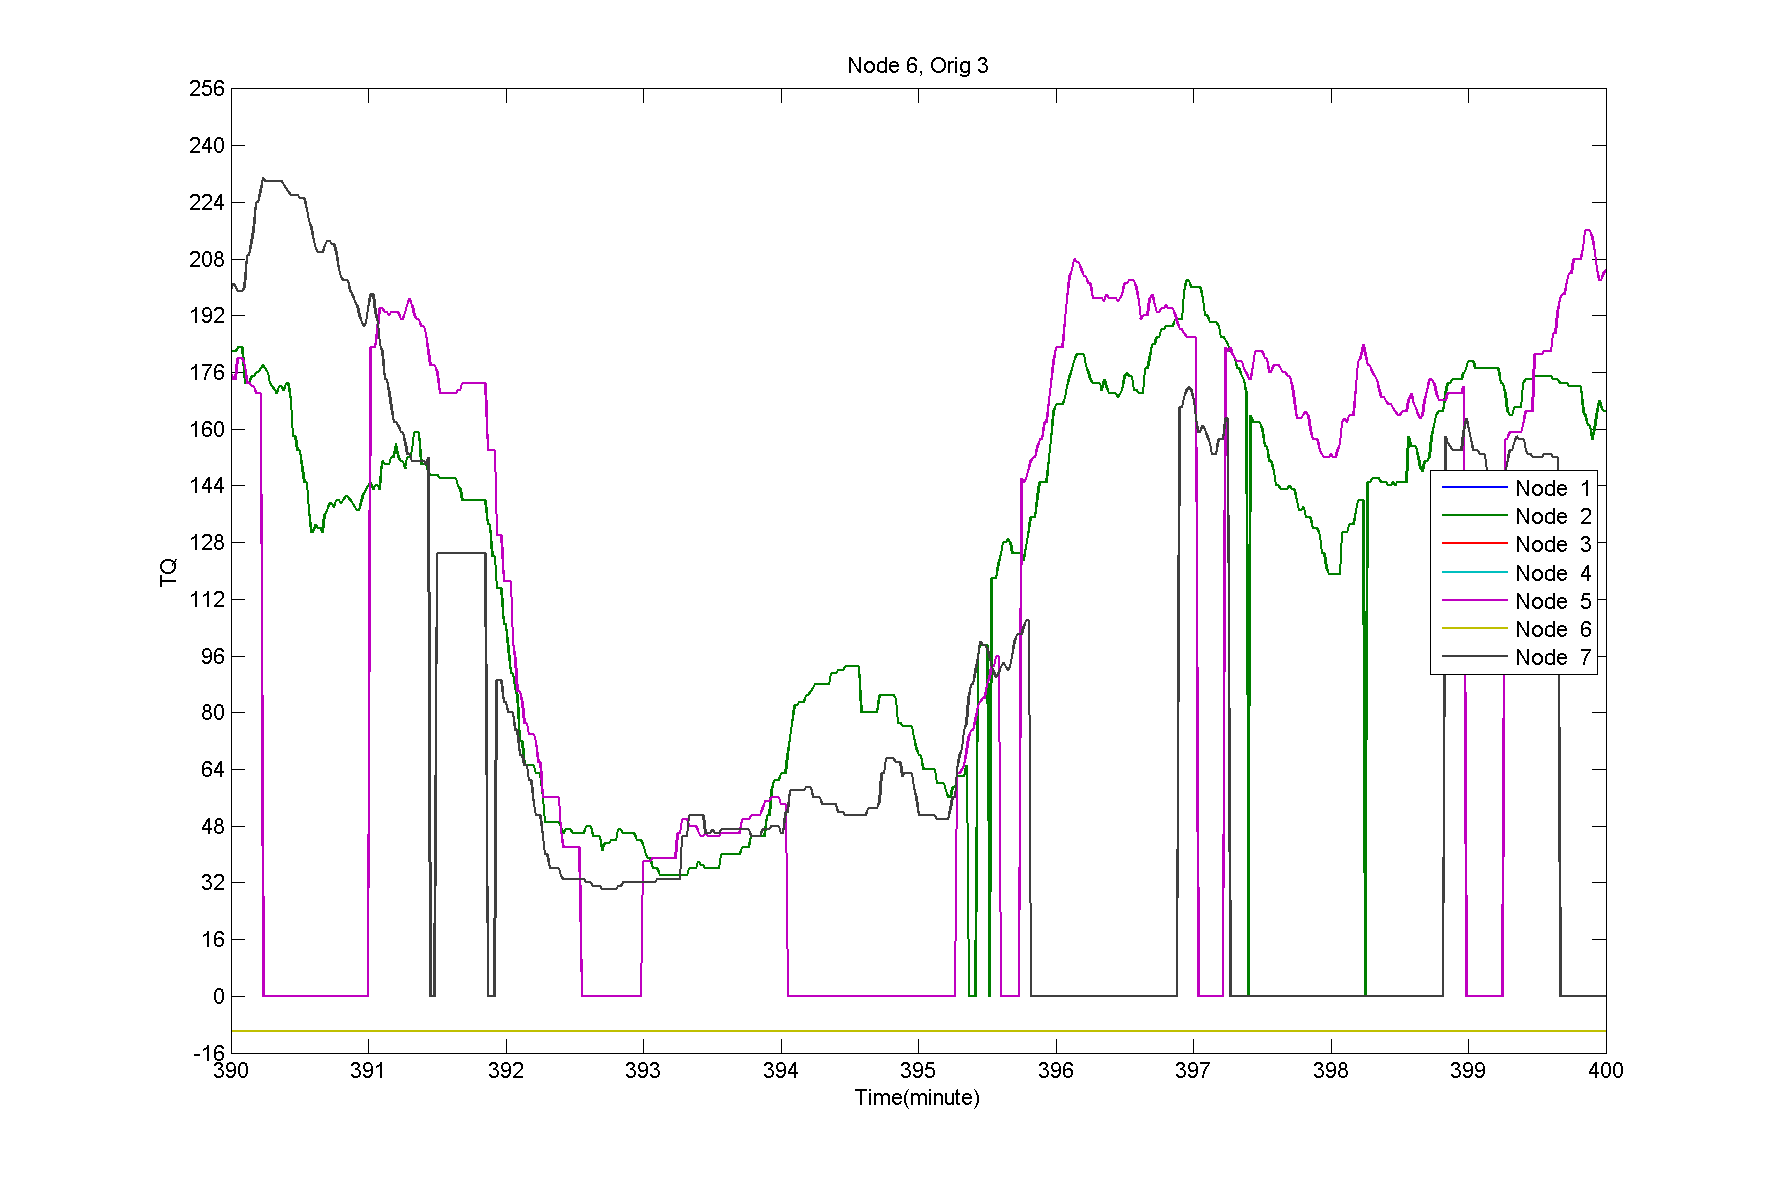 Node 6, Orig 3
256
240
224
208
192
176
160
144
128
112
96
80
64
48
32
16
0
-16
TQ
390 391 392 393 394 395 396 397 398 399 400
Time(minute)
Node 1
Node 2
Node 3
Node 4
Node 5
Node 6
Node 7